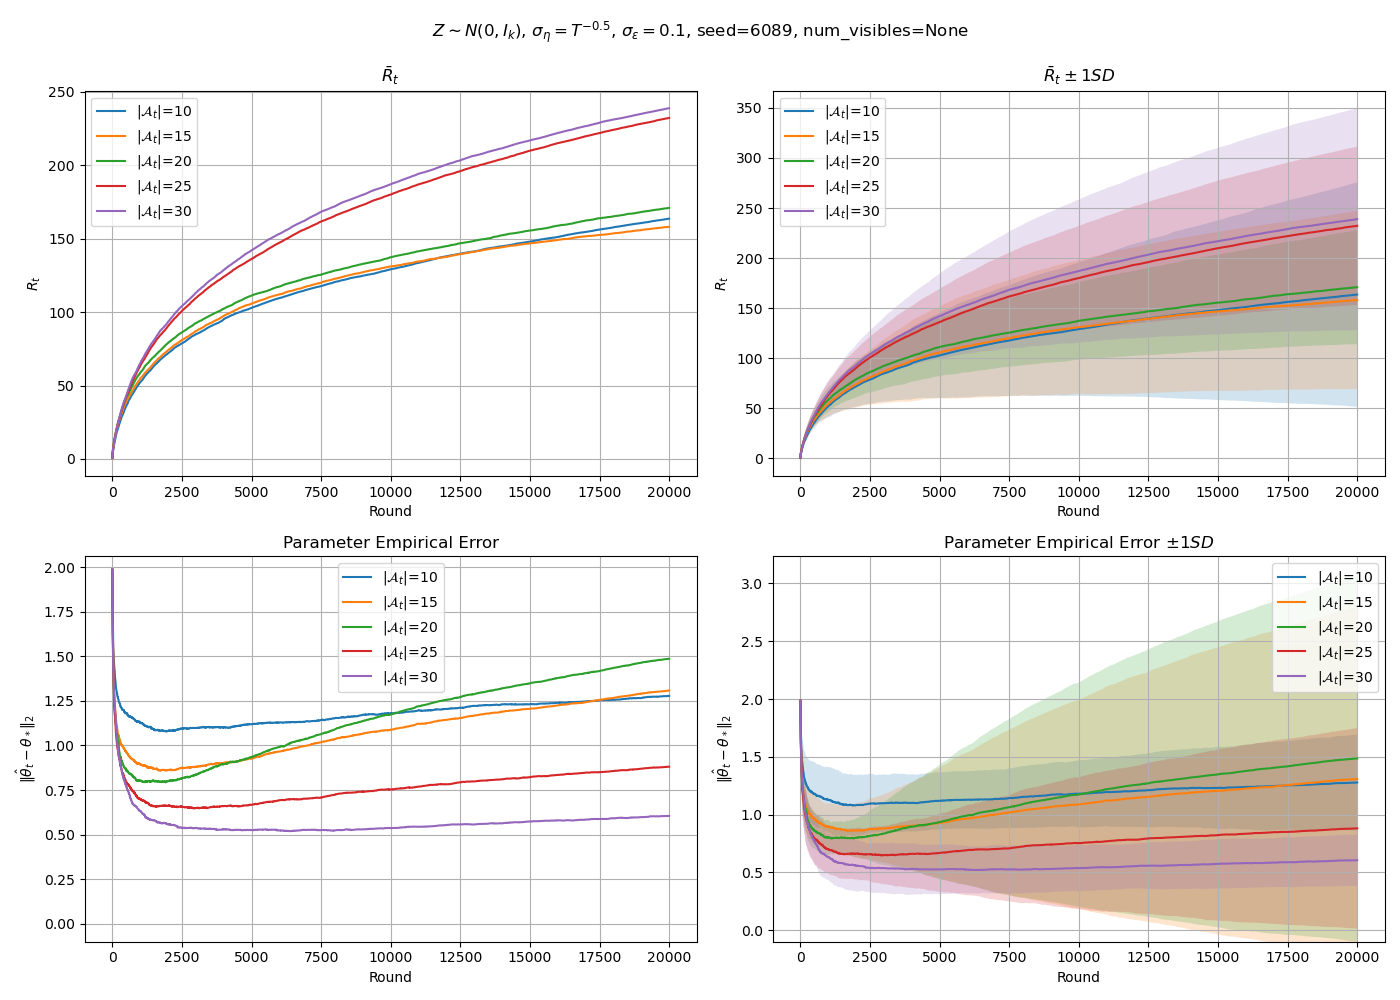 Z ∼ N(0, I_k), σ_η = T^{−0.5}, σ_ε = 0.1, seed=6089, num_visibles=None
R̄_t
R_t
250
200
150
100
50
0
|𝒜_t|=10
|𝒜_t|=15
|𝒜_t|=20
|𝒜_t|=25
|𝒜_t|=30
0 2500 5000 7500 10000 12500 15000 17500 20000
Round
R̄_t ± 1SD
R_t
350
300
250
200
150
100
50
0
|𝒜_t|=10
|𝒜_t|=15
|𝒜_t|=20
|𝒜_t|=25
|𝒜_t|=30
0 2500 5000 7500 10000 12500 15000 17500 20000
Round
Parameter Empirical Error
‖θ̂_t − θ_*‖_2
2.00
1.75
1.50
1.25
1.00
0.75
0.50
0.25
0.00
|𝒜_t|=10
|𝒜_t|=15
|𝒜_t|=20
|𝒜_t|=25
|𝒜_t|=30
0 2500 5000 7500 10000 12500 15000 17500 20000
Round
Parameter Empirical Error ±1SD
‖θ̂_t − θ_*‖_2
3.0
2.5
2.0
1.5
1.0
0.5
0.0
|𝒜_t|=10
|𝒜_t|=15
|𝒜_t|=20
|𝒜_t|=25
|𝒜_t|=30
0 2500 5000 7500 10000 12500 15000 17500 20000
Round